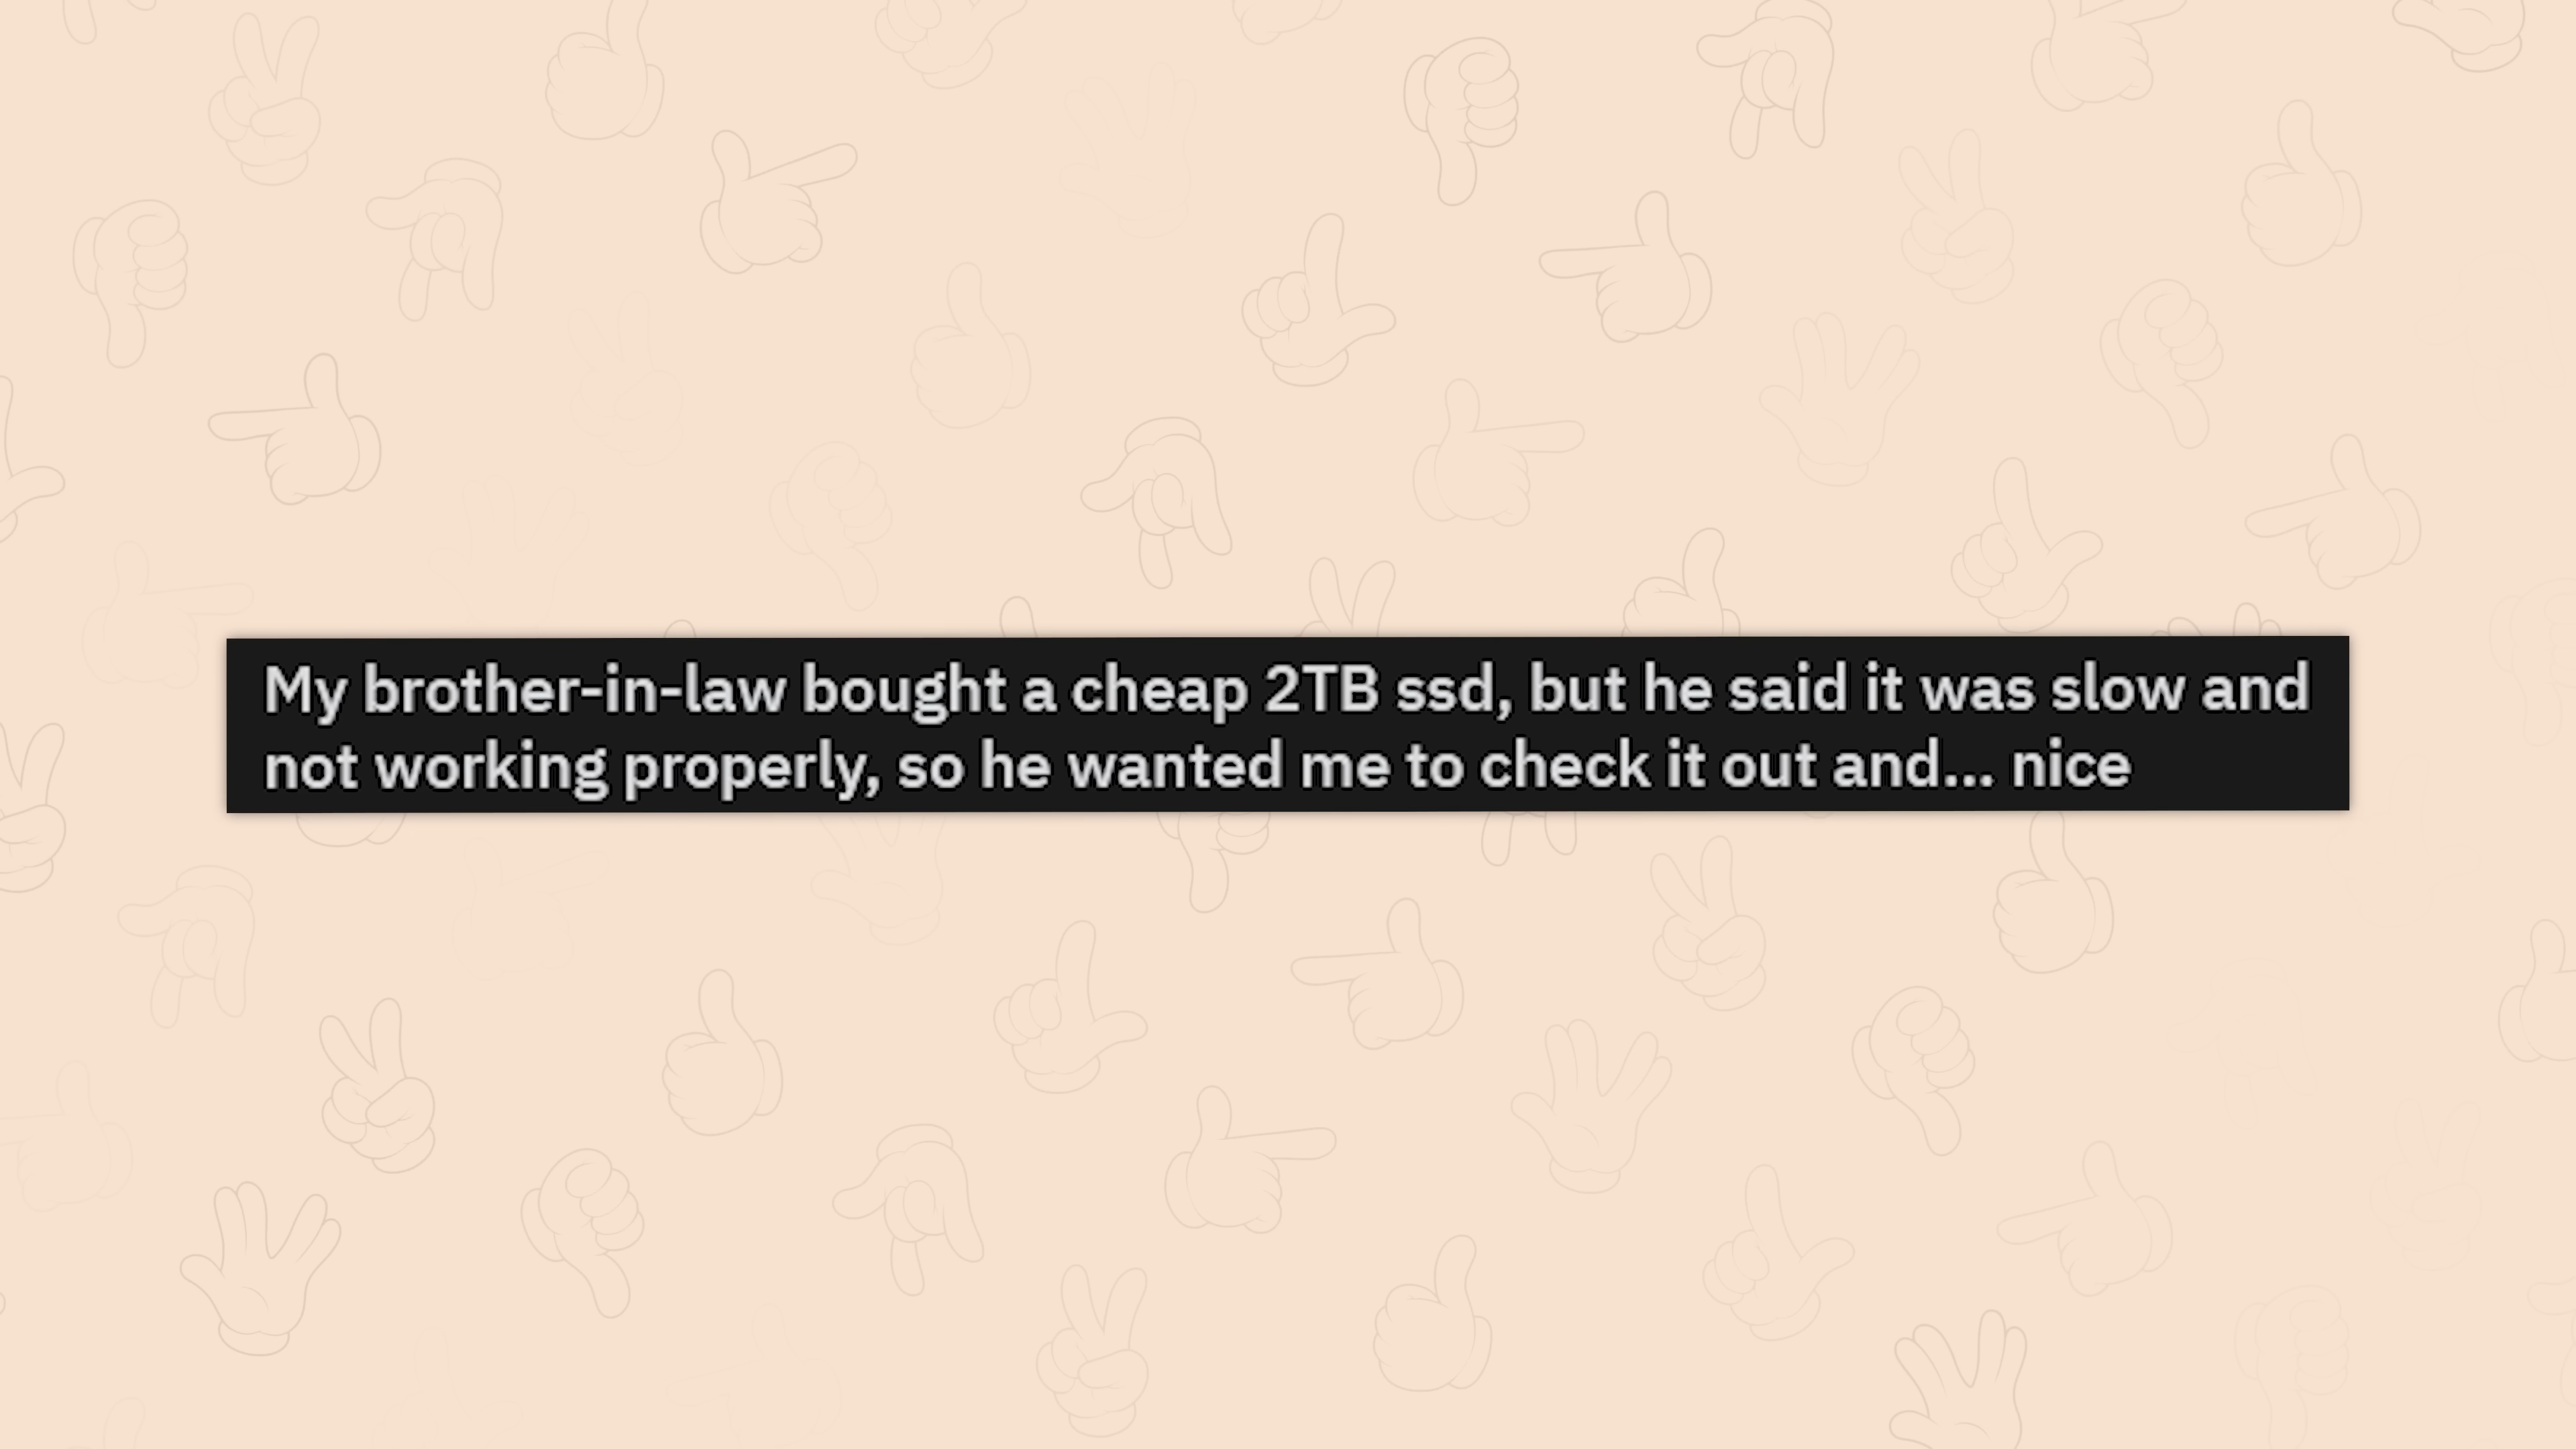 My brother-in-law bought a cheap 2TB ssd, but he said it was slow and
not working properly, so he wanted me to check it out and... nice